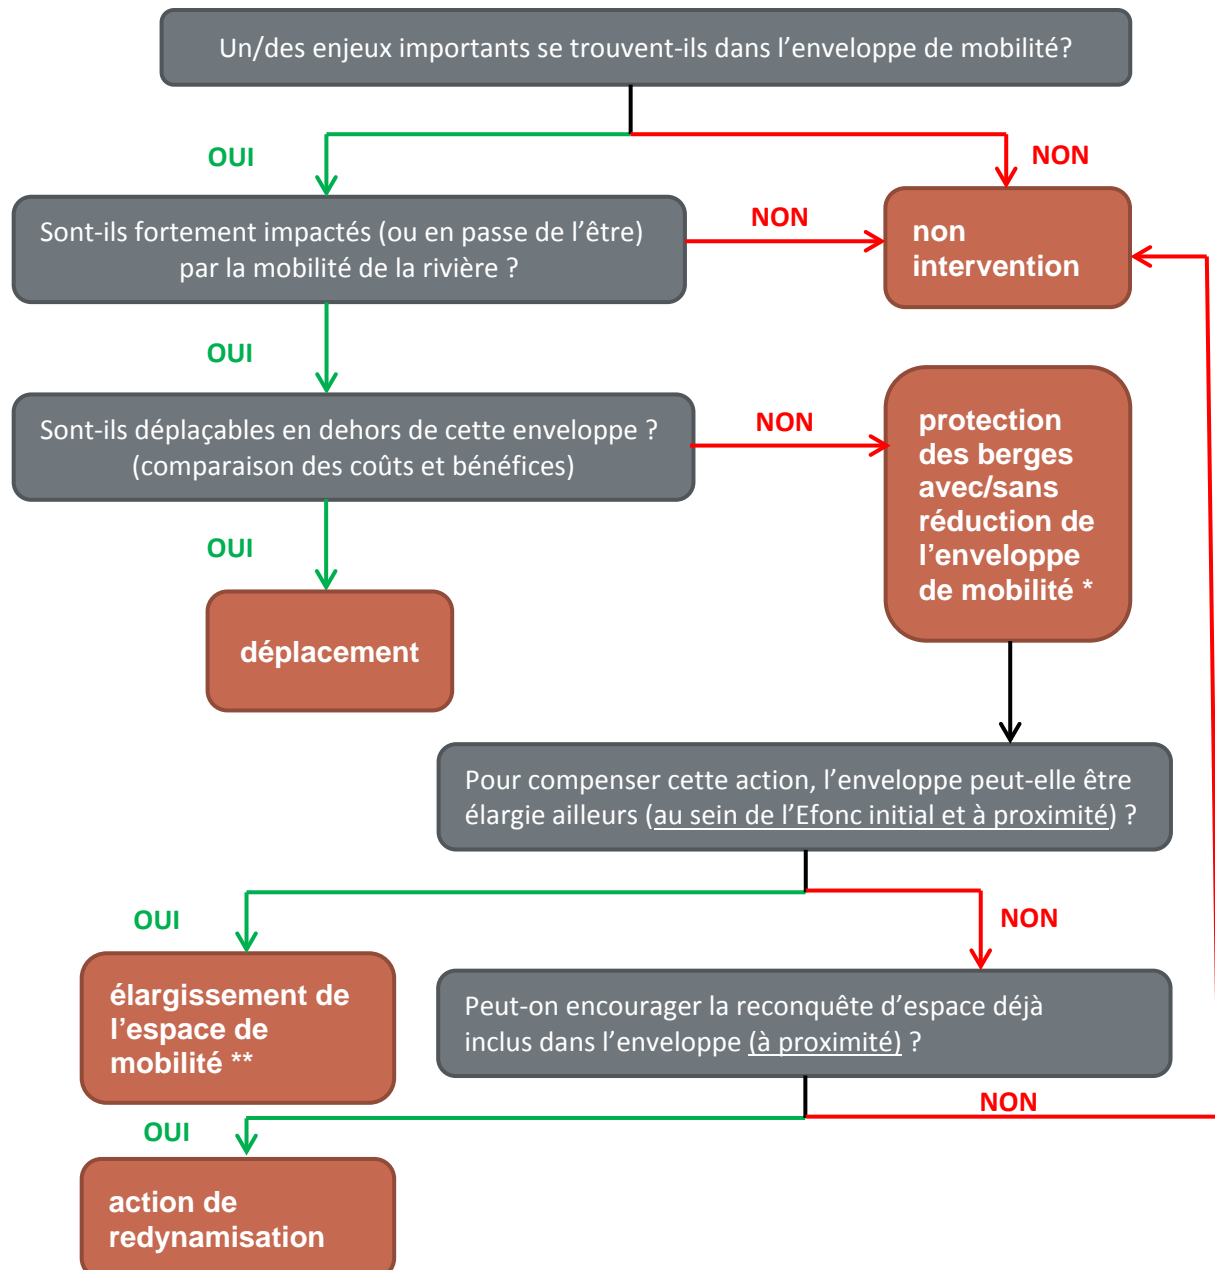 Un/des enjeux importants se trouvent-ils dans l’enveloppe de mobilité?
OUI
NON
Sont-ils fortement impactés (ou en passe de l’être)
par la mobilité de la rivière ?
NON
non
intervention
OUI
Sont-ils déplaçables en dehors de cette enveloppe ?
(comparaison des coûts et bénéfices)
NON
protection
des berges
avec/sans
réduction de
l’enveloppe
de mobilité *
OUI
déplacement
Pour compenser cette action, l’enveloppe peut-elle être
élargie ailleurs (au sein de l’Efonc initial et à proximité) ?
OUI
NON
élargissement de
l’espace de
mobilité **
Peut-on encourager la reconquête d’espace déjà
inclus dans l’enveloppe (à proximité) ?
NON
OUI
action de
redynamisation